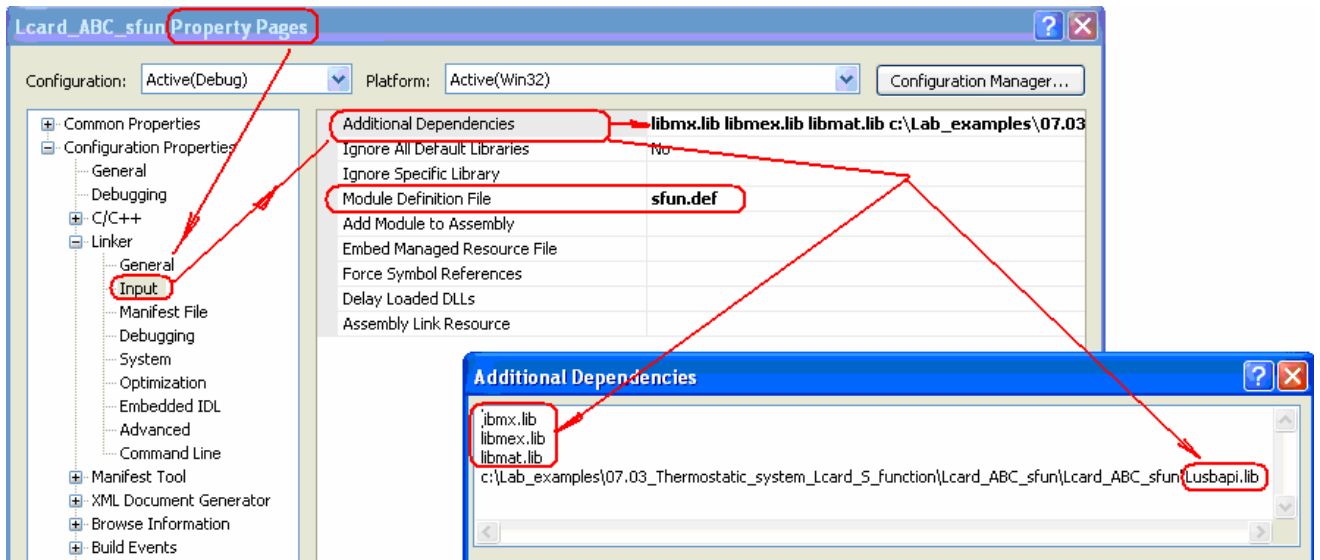 Lcard_ABC_sfun Property Pages
Configuration: Active(Debug) Platform: Active(Win32) Configuration Manager...
Common Properties
Configuration Properties
General
Debugging
C/C++
Linker
General
Input
Manifest File
Debugging
System
Optimization
Embedded IDL
Advanced
Command Line
Manifest Tool
XML Document Generator
Browse Information
Build Events
Additional Dependencies libmx.lib libmex.lib libmat.lib c:\Lab_examples\07.03
Ignore All Default Libraries No
Ignore Specific Library
Module Definition File sfun.def
Add Module to Assembly
Embed Managed Resource File
Force Symbol References
Delay Loaded DLLs
Assembly Link Resource
Additional Dependencies
libmx.lib
libmex.lib
libmat.lib
c:\Lab_examples\07.03_Thermostatic_system_Lcard_S_function\Lcard_ABC_sfun\Lcard_ABC_sfun\Lusbapi.lib